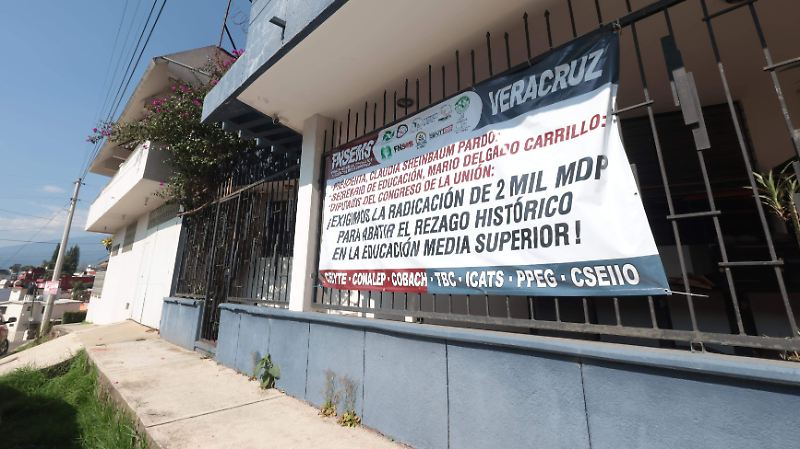 FNSEMS
VERACRUZ
PRESIDENTA, CLAUDIA SHEINBAUM PARDO:
SECRETARIO DE EDUCACIÓN, MARIO DELGADO CARRILLO:
DIPUTADOS DEL CONGRESO DE LA UNIÓN:
¡EXIGIMOS LA RADICACIÓN DE 2 MIL MDP
PARA ABATIR EL REZAGO HISTÓRICO
EN LA EDUCACIÓN MEDIA SUPERIOR!
CECYTE · CONALEP · COBACH · TBC · ICATS · PPEG · CSEIIO